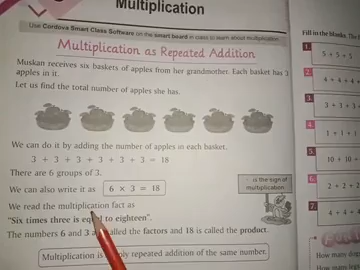 Multiplication
Use Cordova Smart Class Software on the smart board in class to learn about multiplication.
Multiplication as Repeated Addition
Muskan receives six baskets of apples from her grandmother. Each basket has 3
apples in it.
Let us find the total number of apples she has.
We can do it by adding the number of apples in each basket.
3 + 3 + 3 + 3 + 3 + 3 = 18
There are 6 groups of 3.
We can also write it as 6 × 3 = 18
× is the sign of
multiplication.
We read the multiplication fact as
"Six times three is equal to eighteen".
The numbers 6 and 3 are called the factors and 18 is called the product.
Multiplication is simply repeated addition of the same number.
Fill in the blanks. The
1.
5 + 5 + 5
2.
4 + 4 + 4
3.
3 + 3 +
4.
1 + 1 +
5.
10 + 10
6.
2 + 2 +
7.
4 + 4 +
How many
How many